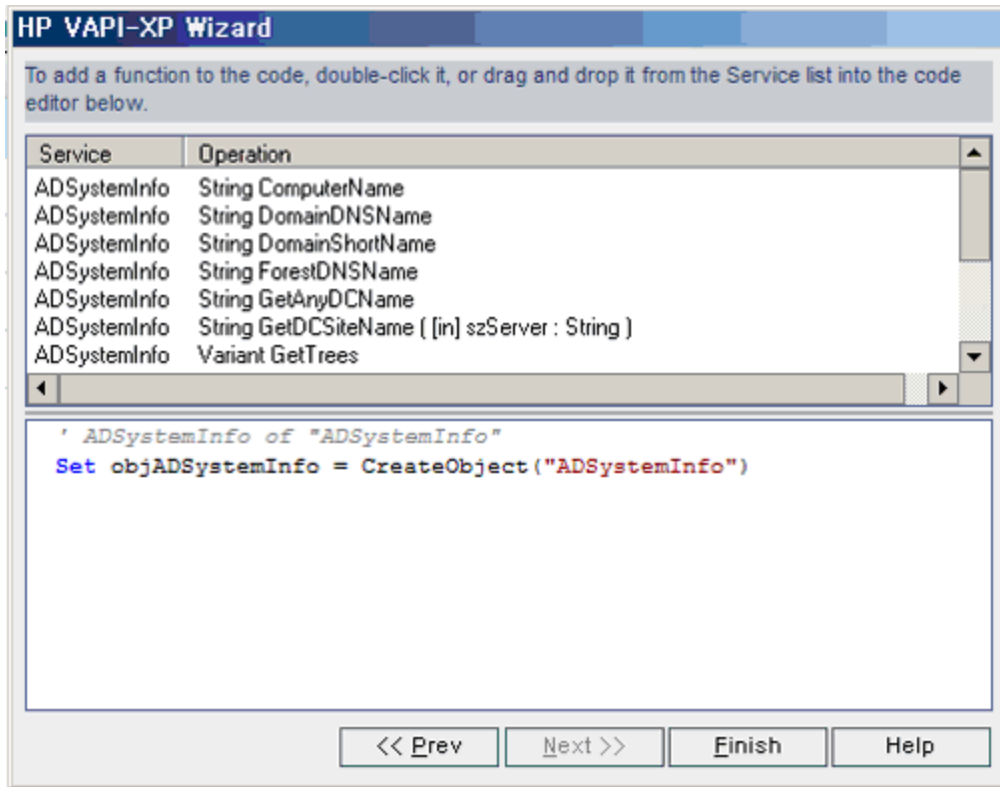 HP VAPI-XP Wizard
To add a function to the code, double-click it, or drag and drop it from the Service list into the code
editor below.
Service Operation
ADSystemInfo String ComputerName
ADSystemInfo String DomainDNSName
ADSystemInfo String DomainShortName
ADSystemInfo String ForestDNSName
ADSystemInfo String GetAnyDCName
ADSystemInfo String GetDCSiteName ( [in] szServer : String )
ADSystemInfo Variant GetTrees
' ADSystemInfo of "ADSystemInfo"
Set objADSystemInfo = CreateObject("ADSystemInfo")
<< Prev Next >> Finish Help